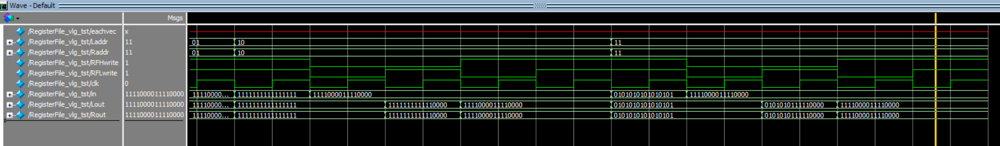 Wave - Default
Msgs
/RegisterFile_vlg_tst/eachvec x
/RegisterFile_vlg_tst/Laddr 11 01 10 11
/RegisterFile_vlg_tst/Raddr 11 01 10 11
/RegisterFile_vlg_tst/RFHwrite 1
/RegisterFile_vlg_tst/RFLwrite 1
/RegisterFile_vlg_tst/clk 0
/RegisterFile_vlg_tst/in 1111000011110000 11110000... 1111111111111111 1111000011110000 0101010101010101 1111000011110000
/RegisterFile_vlg_tst/Lout 1111000011110000 11110000... 1111111111111111 1111111111110000 1111000011110000 0101010101010101 0101010111110000 1111000011110000
/RegisterFile_vlg_tst/Rout 1111000011110000 11110000... 1111111111111111 1111111111110000 1111000011110000 0101010101010101 0101010111110000 1111000011110000